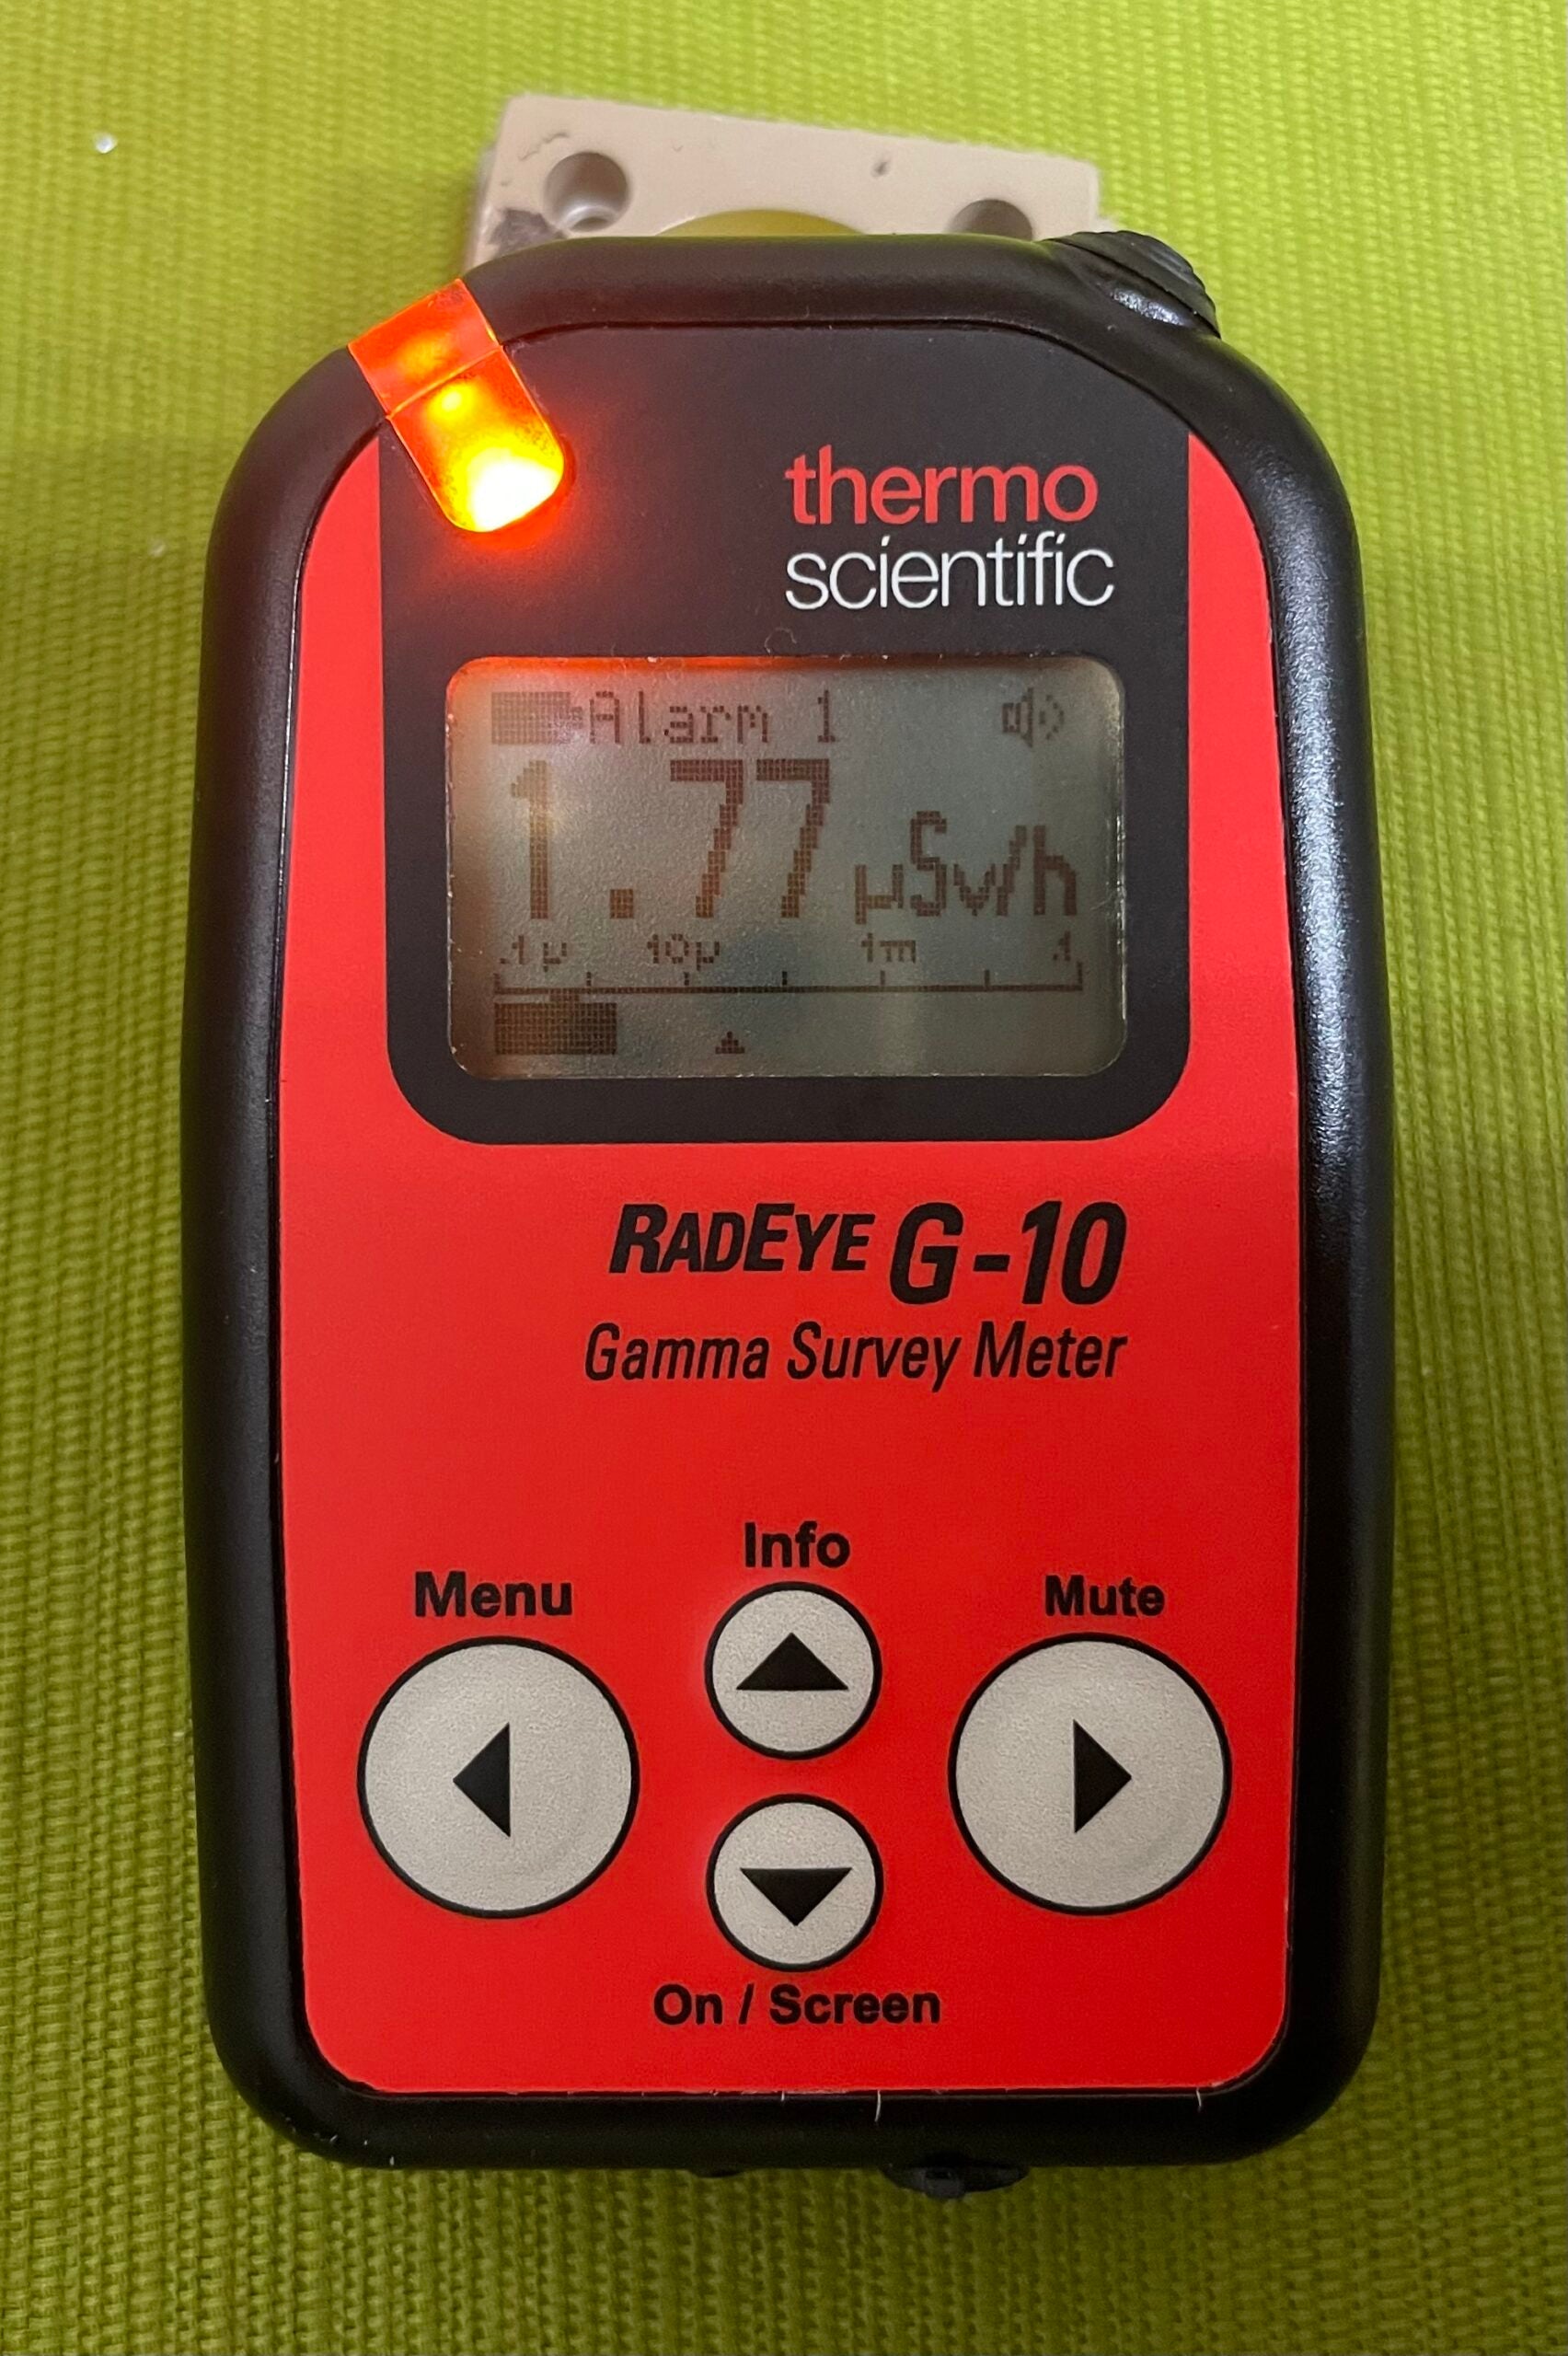 thermo
scientific
Alarm 1
1.77 µSv/h
.1µ 10µ 1m .1
RADEYE G-10
Gamma Survey Meter
Info
Menu
Mute
On / Screen